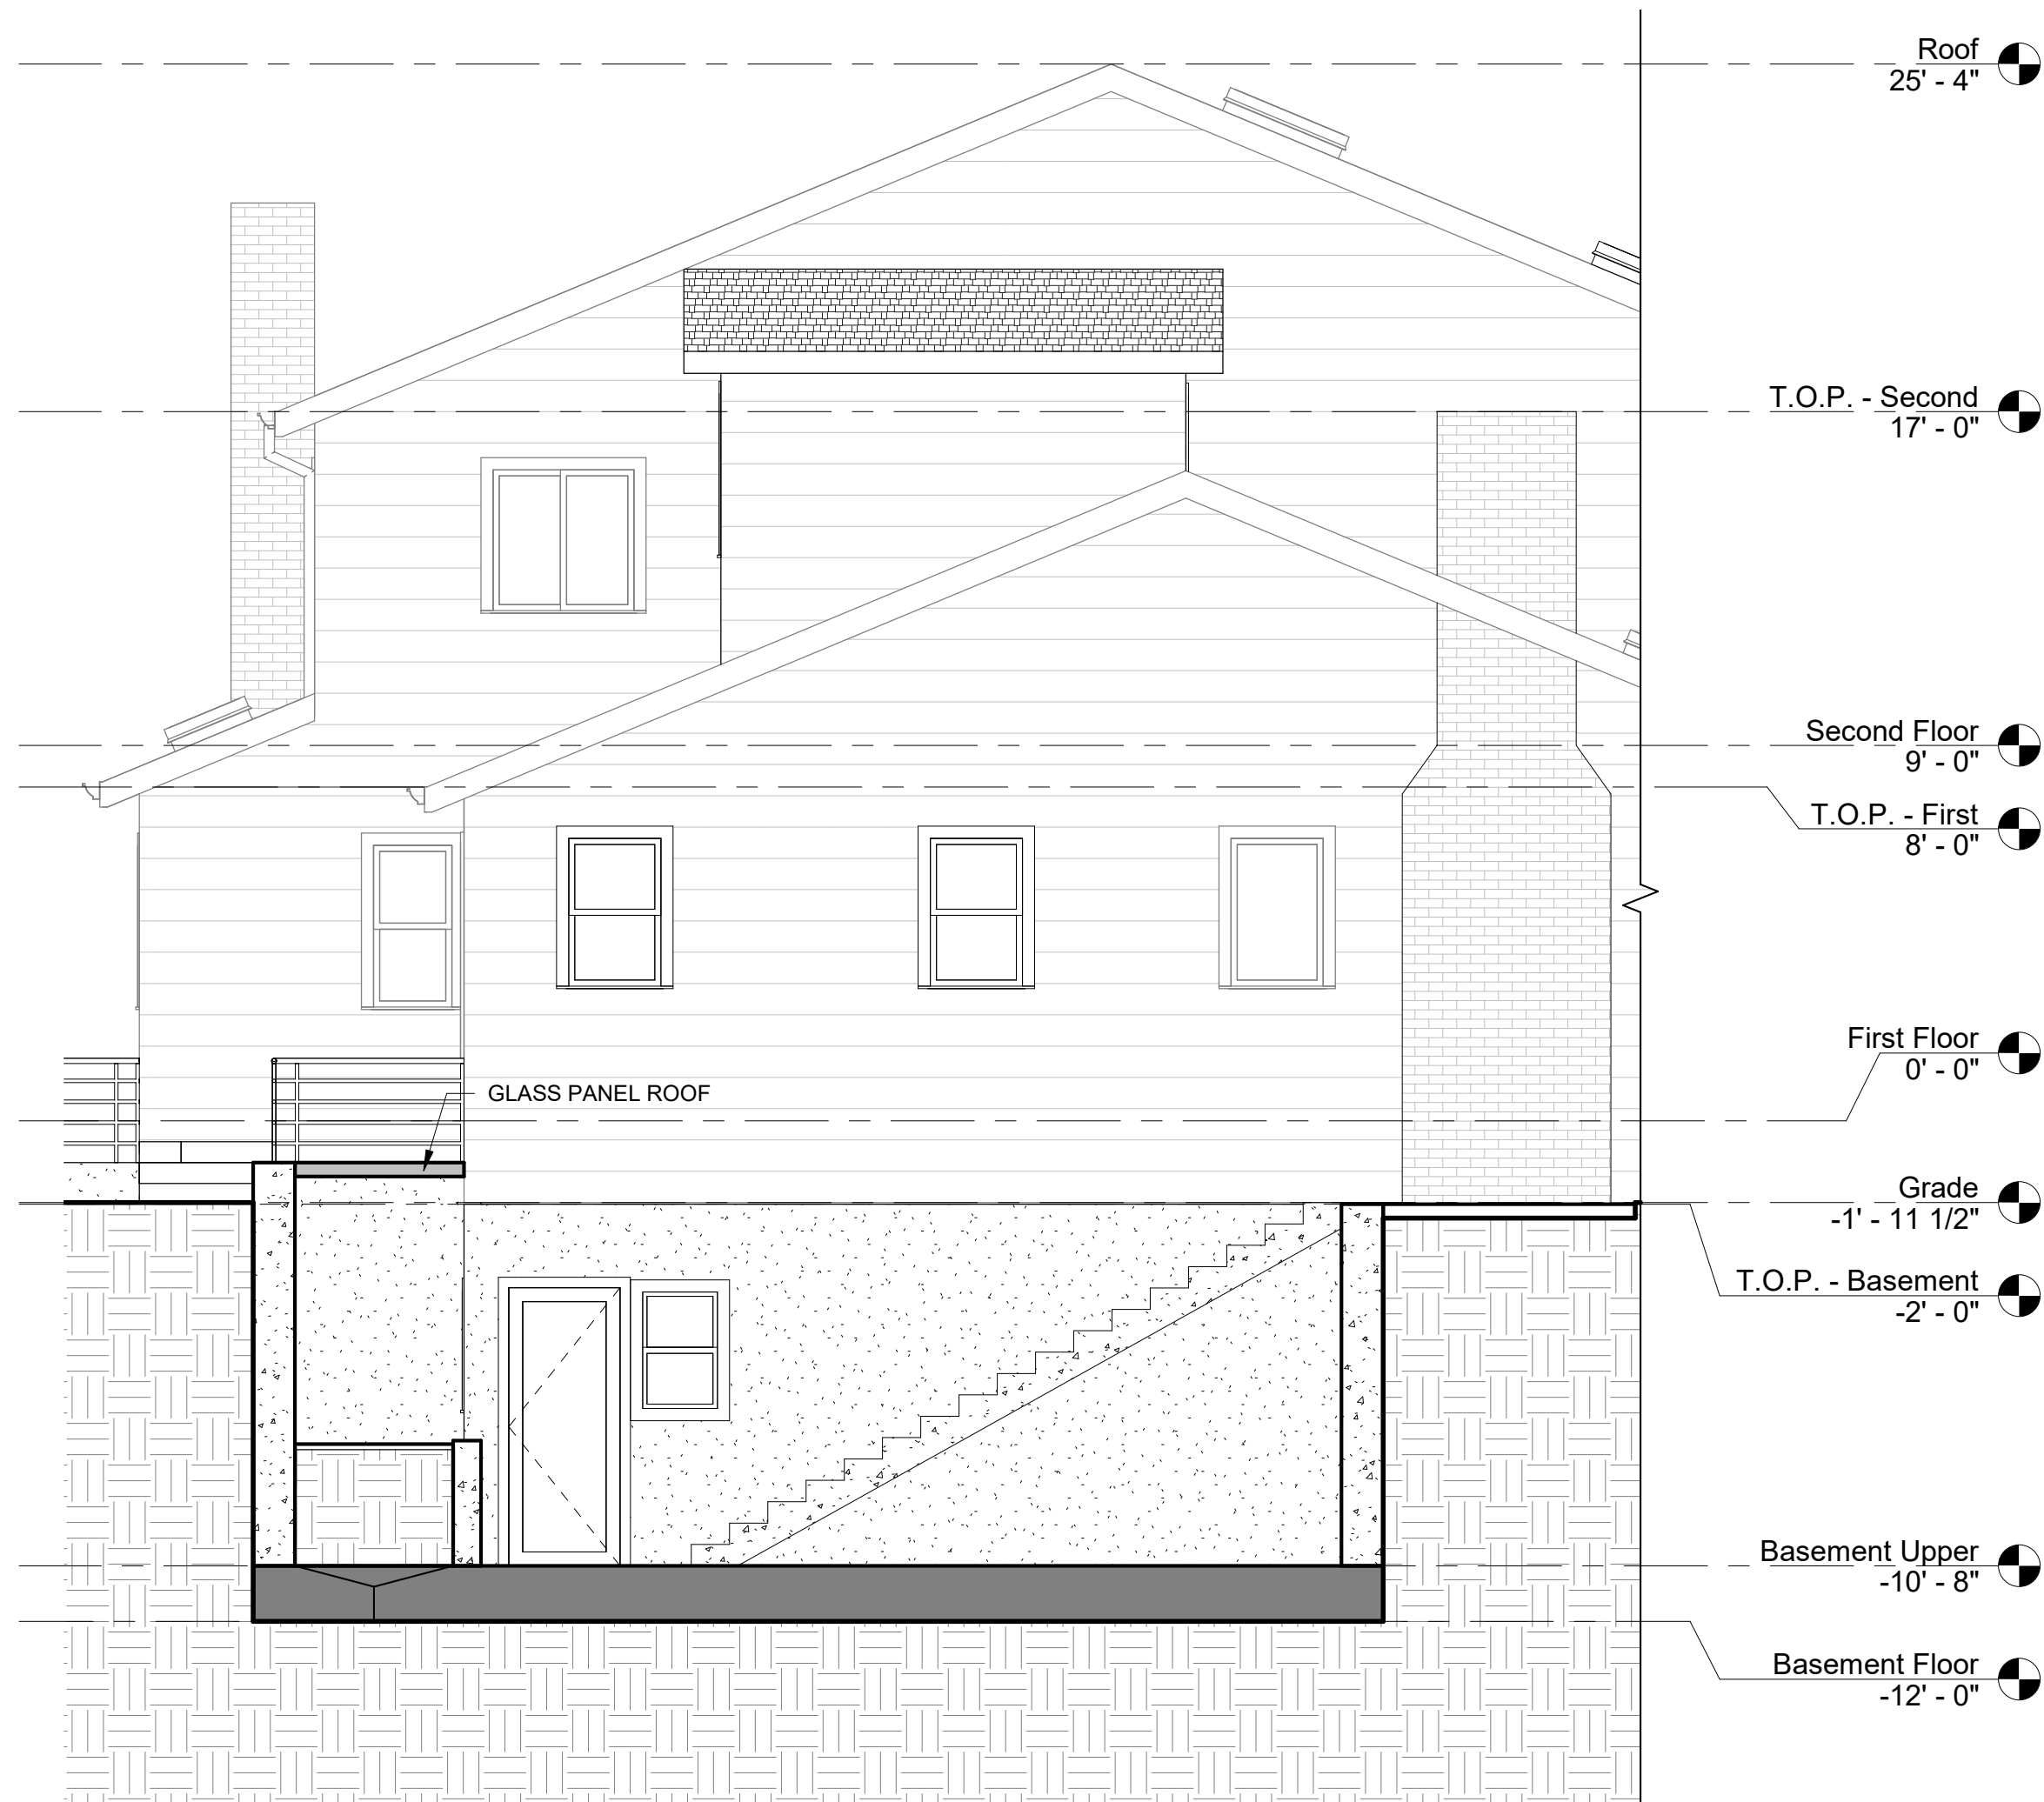 Roof
25' - 4"
T.O.P. - Second
17' - 0"
Second Floor
9' - 0"
T.O.P. - First
8' - 0"
First Floor
0' - 0"
GLASS PANEL ROOF
Grade
-1' - 11 1/2"
T.O.P. - Basement
-2' - 0"
Basement Upper
-10' - 8"
Basement Floor
-12' - 0"